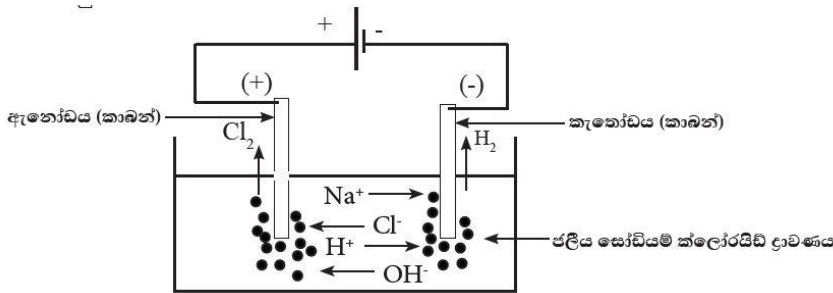 + -
(+) (-)
ඇනෝඩය (කාබන්)
කැතෝඩය (කාබන්)
Cl₂
H₂
Na⁺
Cl⁻
H⁺
OH⁻
ජලීය සෝඩියම් ක්ලෝරයිඩ් ද්‍රාවණය